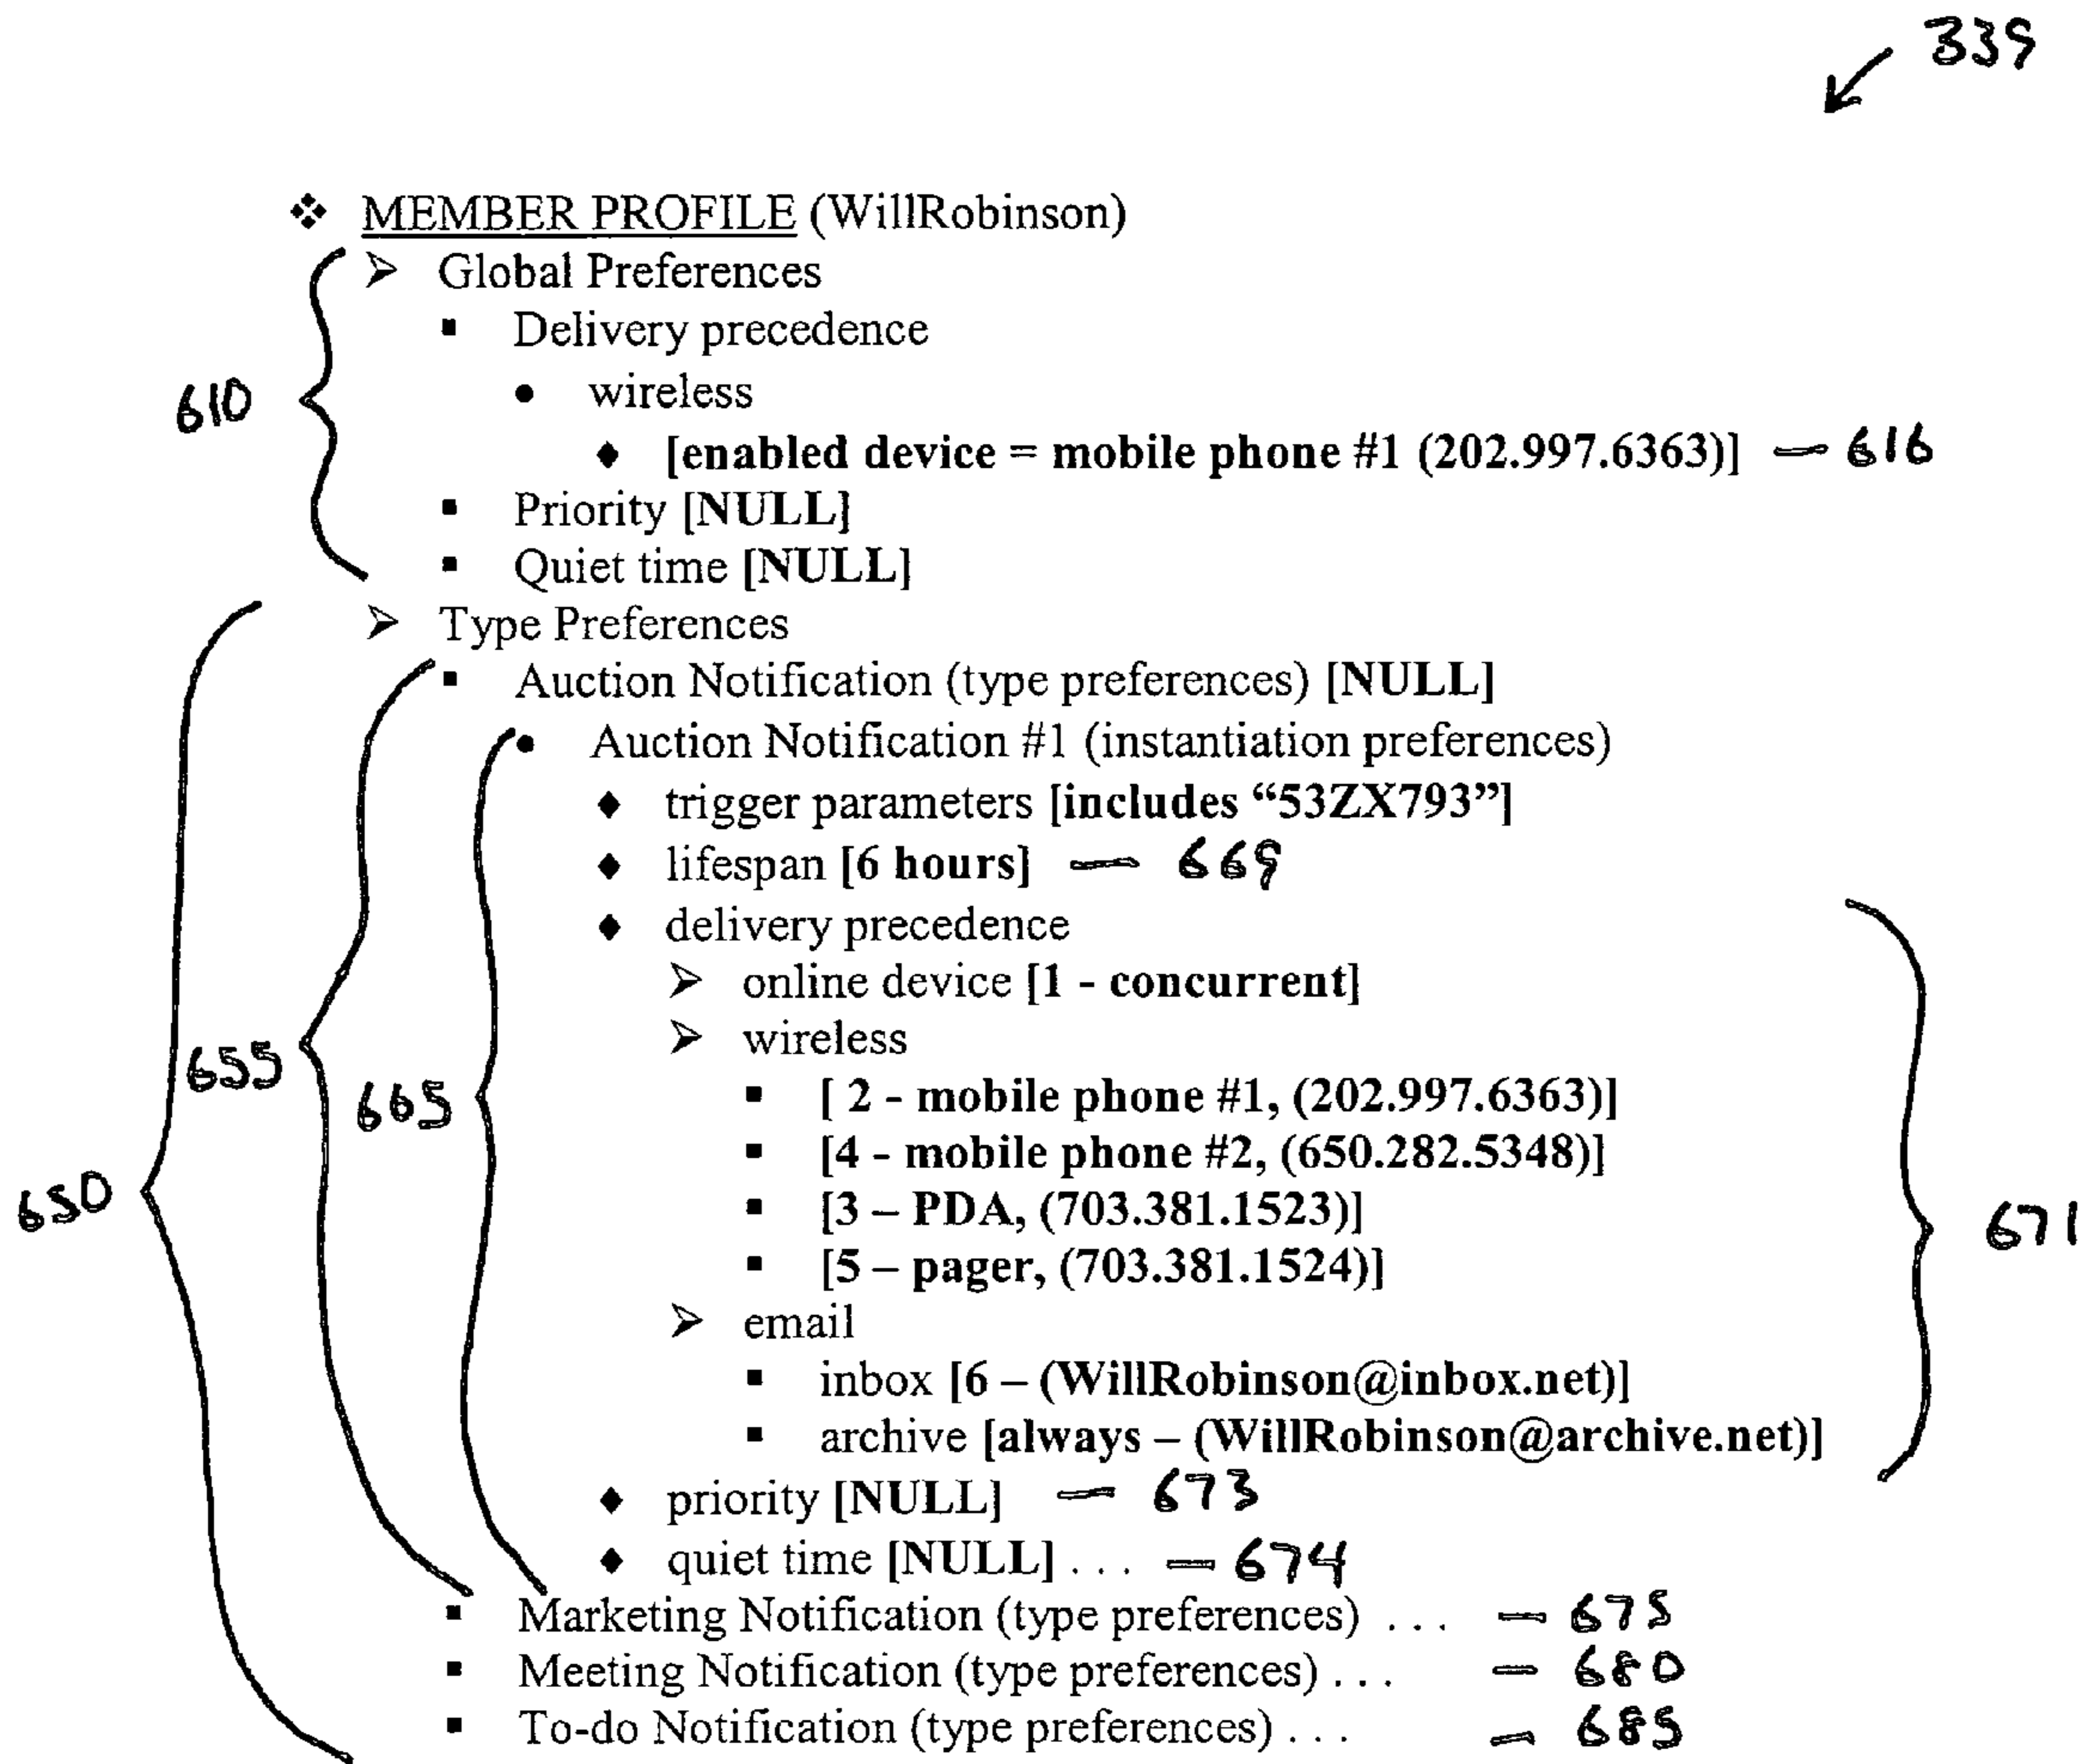 339
❖ MEMBER PROFILE (WillRobinson)
➢ Global Preferences
▪ Delivery precedence
610 • wireless
♦ [enabled device = mobile phone #1 (202.997.6363)] — 616
▪ Priority [NULL]
▪ Quiet time [NULL]
➢ Type Preferences
▪ Auction Notification (type preferences) [NULL]
• Auction Notification #1 (instantiation preferences)
♦ trigger parameters [includes “53ZX793”]
♦ lifespan [6 hours] — 669
♦ delivery precedence
➢ online device [1 - concurrent]
➢ wireless
655
665
▪ [ 2 - mobile phone #1, (202.997.6363)]
▪ [4 - mobile phone #2, (650.282.5348)]
650
▪ [3 – PDA, (703.381.1523)]
671
▪ [5 – pager, (703.381.1524)]
➢ email
▪ inbox [6 – (WillRobinson@inbox.net)]
▪ archive [always – (WillRobinson@archive.net)]
♦ priority [NULL] — 673
♦ quiet time [NULL] . . . — 674
▪ Marketing Notification (type preferences) . . . — 675
▪ Meeting Notification (type preferences) . . . — 680
▪ To-do Notification (type preferences) . . . — 685